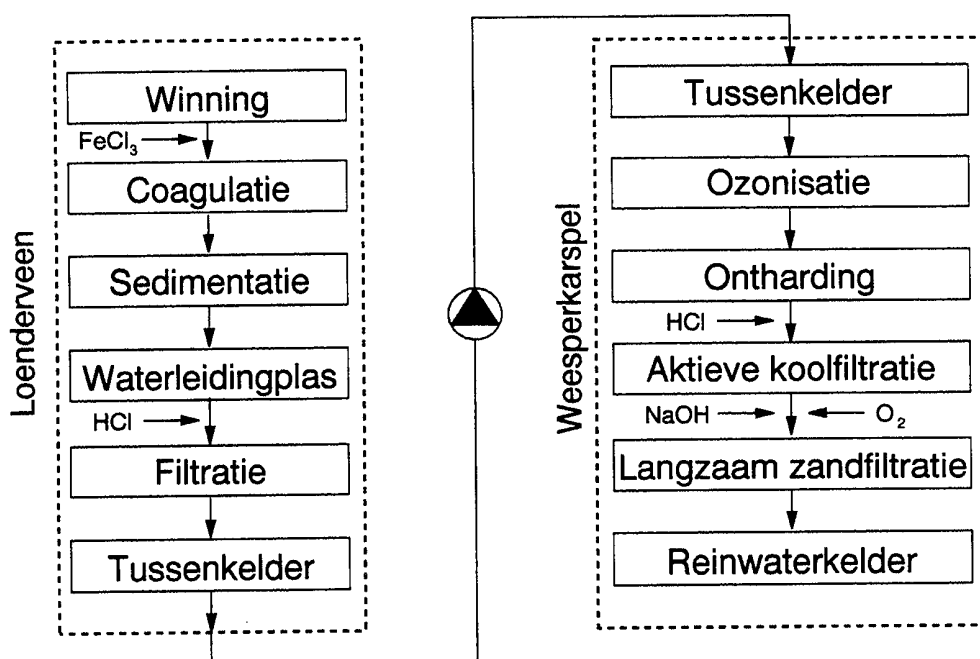 Loenderveen
Winning
FeCl₃
Coagulatie
Sedimentatie
Waterleidingplas
HCl
Filtratie
Tussenkelder
Weesperkarspel
Tussenkelder
Ozonisatie
Ontharding
HCl
Aktieve koolfiltratie
NaOH O₂
Langzaam zandfiltratie
Reinwaterkelder